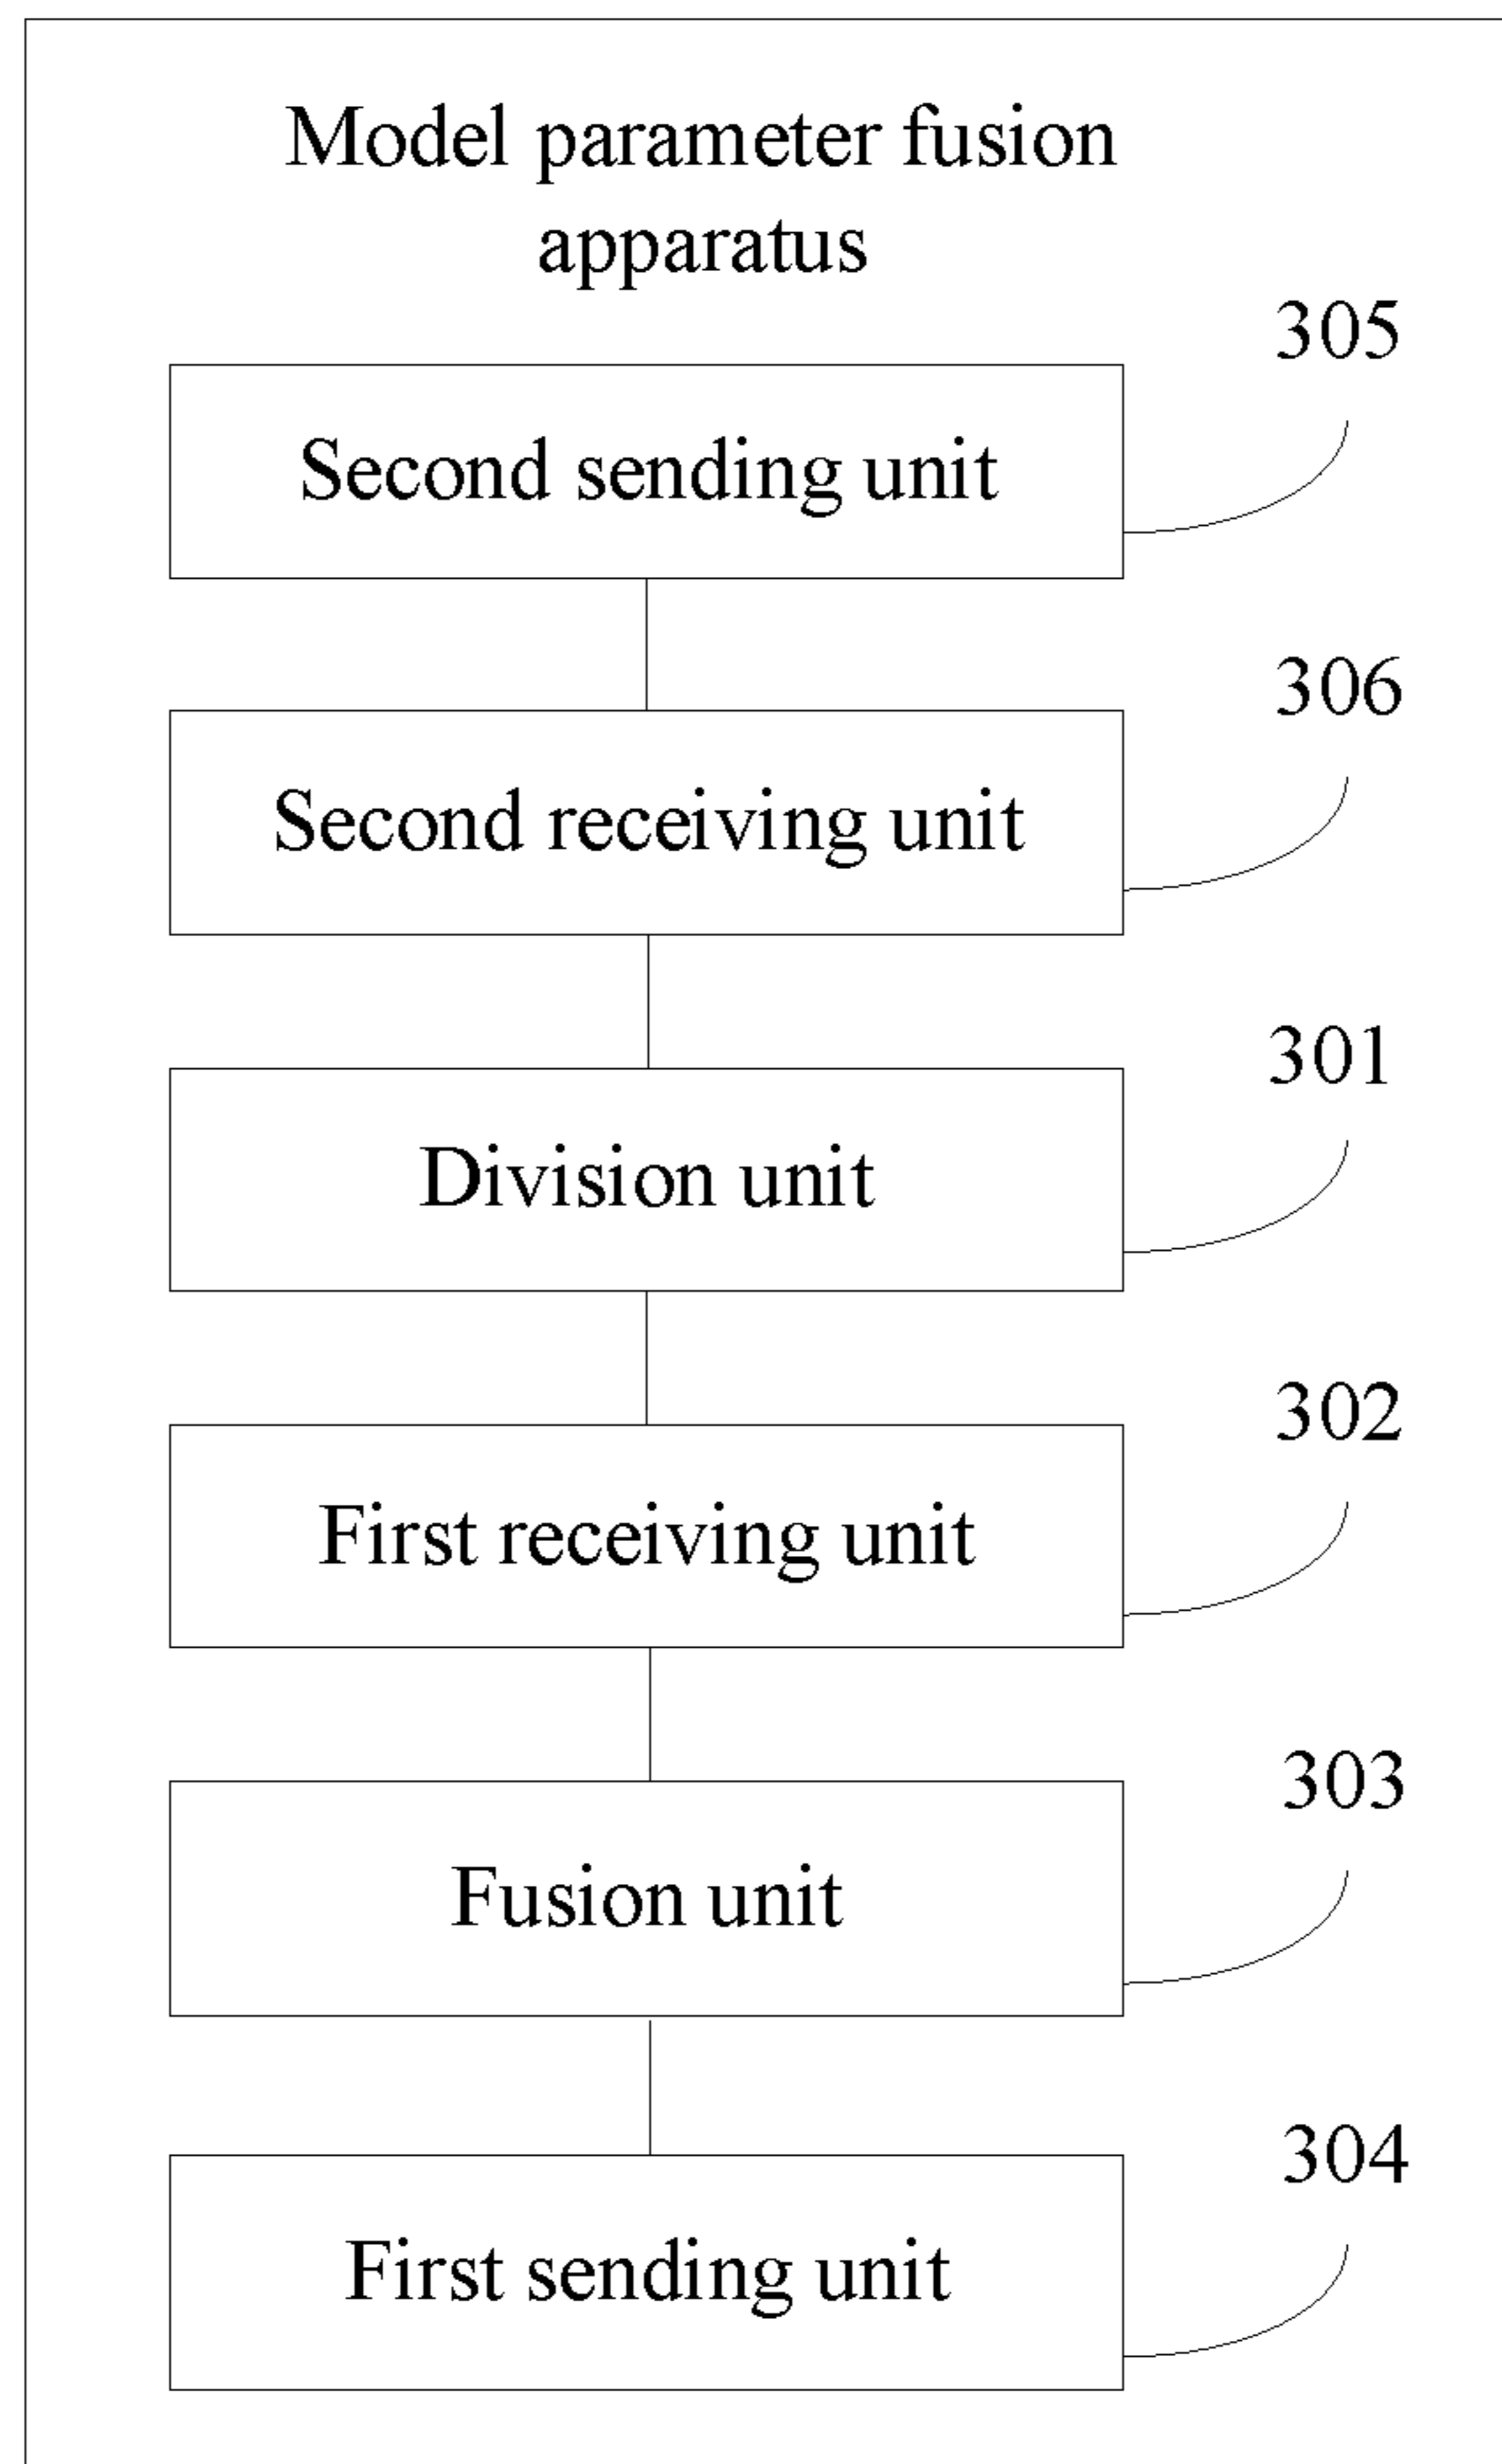 Model parameter fusion
apparatus
305
Second sending unit
306
Second receiving unit
301
Division unit
302
First receiving unit
303
Fusion unit
304
First sending unit